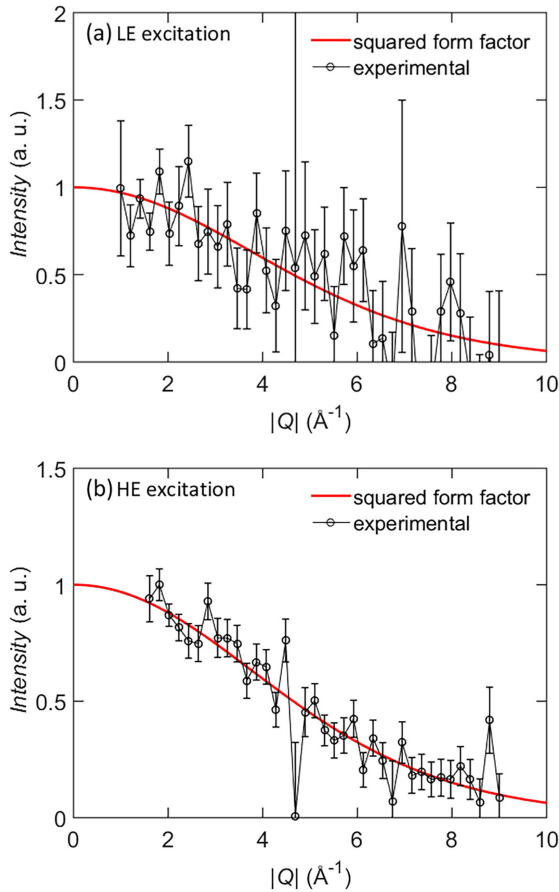 2
(a) LE excitation
squared form factor
experimental
1.5
1
0.5
0
Intensity (a. u.)
0 2 4 6 8 10
|Q| (Å⁻¹)
1.5
(b) HE excitation
squared form factor
experimental
1
0.5
0
Intensity (a. u.)
0 2 4 6 8 10
|Q| (Å⁻¹)